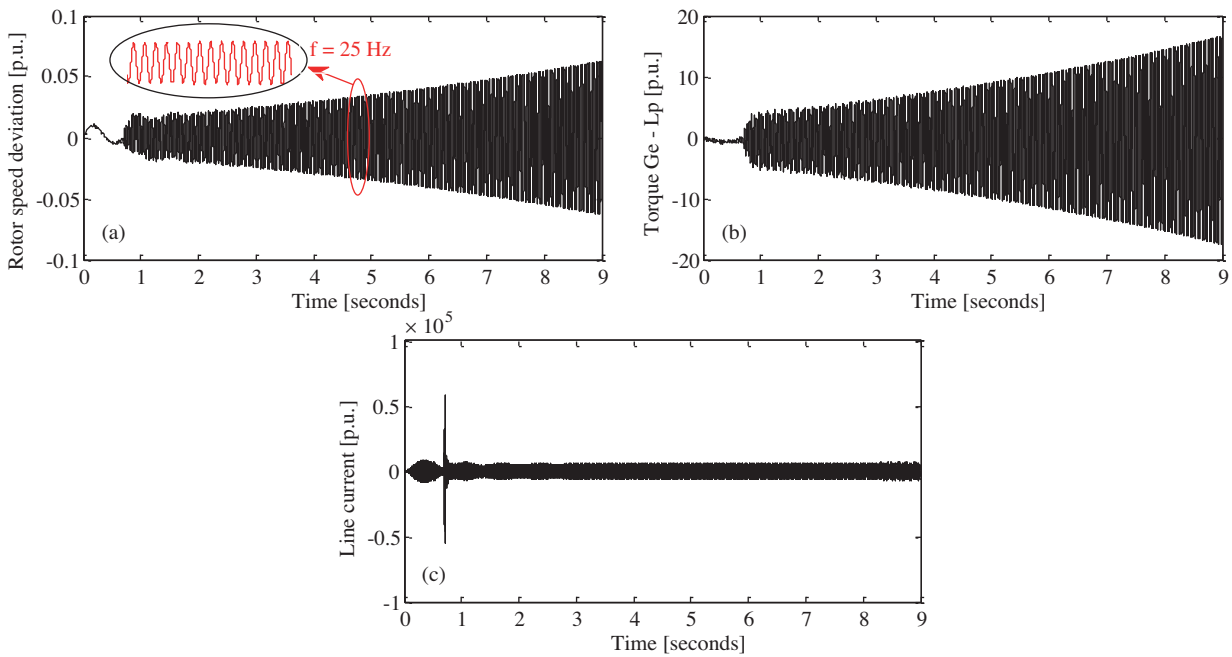 0.1
0.05
0
-0.05
-0.1
Rotor speed deviation [p.u.]
f = 25 Hz
(a)
0 1 2 3 4 5 6 7 8 9
Time [seconds]
20
10
0
-10
-20
Torque Ge - Lp [p.u.]
(b)
0 1 2 3 4 5 6 7 8 9
Time [seconds]
× 10⁵
1
0.5
0
-0.5
-1
Line current [p.u.]
(c)
0 1 2 3 4 5 6 7 8 9
Time [seconds]